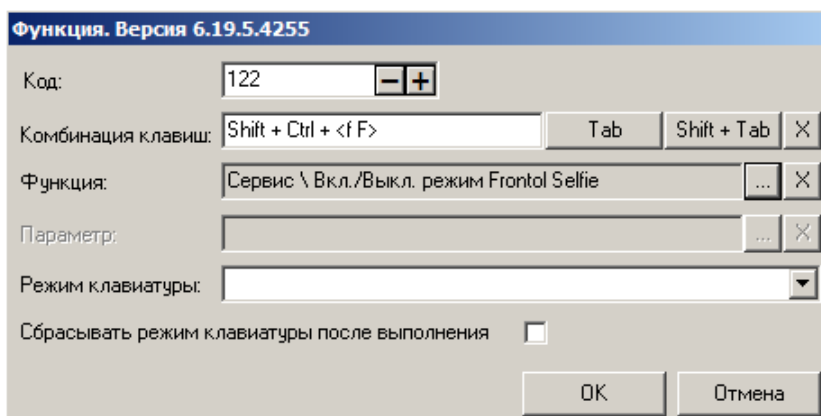 Функция. Версия 6.19.5.4255
Код: 122 − +
Комбинация клавиш: Shift + Ctrl + <f F> Tab Shift + Tab X
Функция: Сервис \ Вкл./Выкл. режим Frontol Selfie ... X
Параметр: ... X
Режим клавиатуры:
Сбрасывать режим клавиатуры после выполнения
OK Отмена